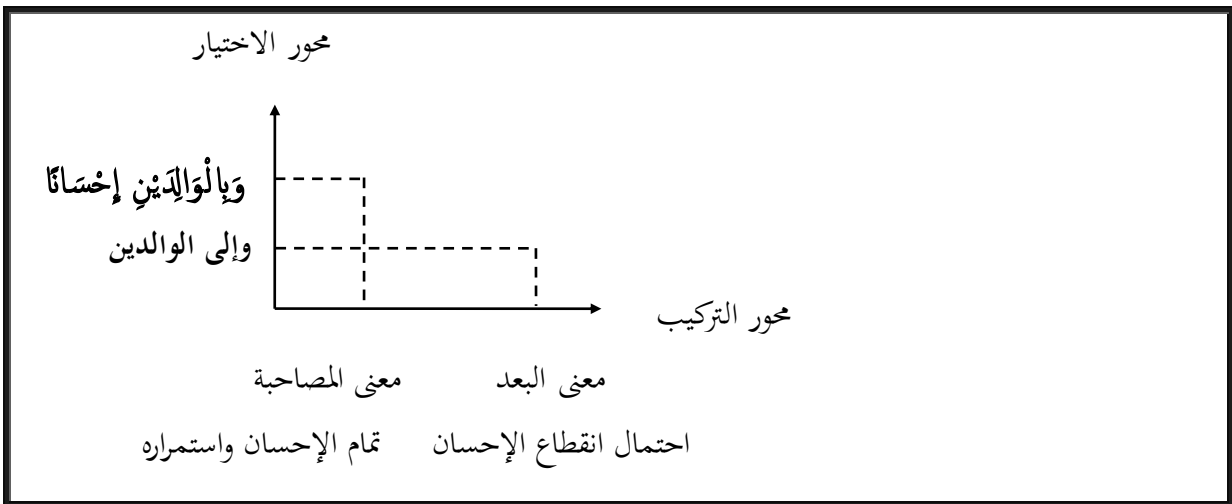 محور الاختيار
وَبِالْوَالِدَيْنِ إِحْسَانًا
وإلى الوالدين
محور التركيب
معنى المصاحبة معنى البعد
تمام الإحسان واستمراره احتمال انقطاع الإحسان